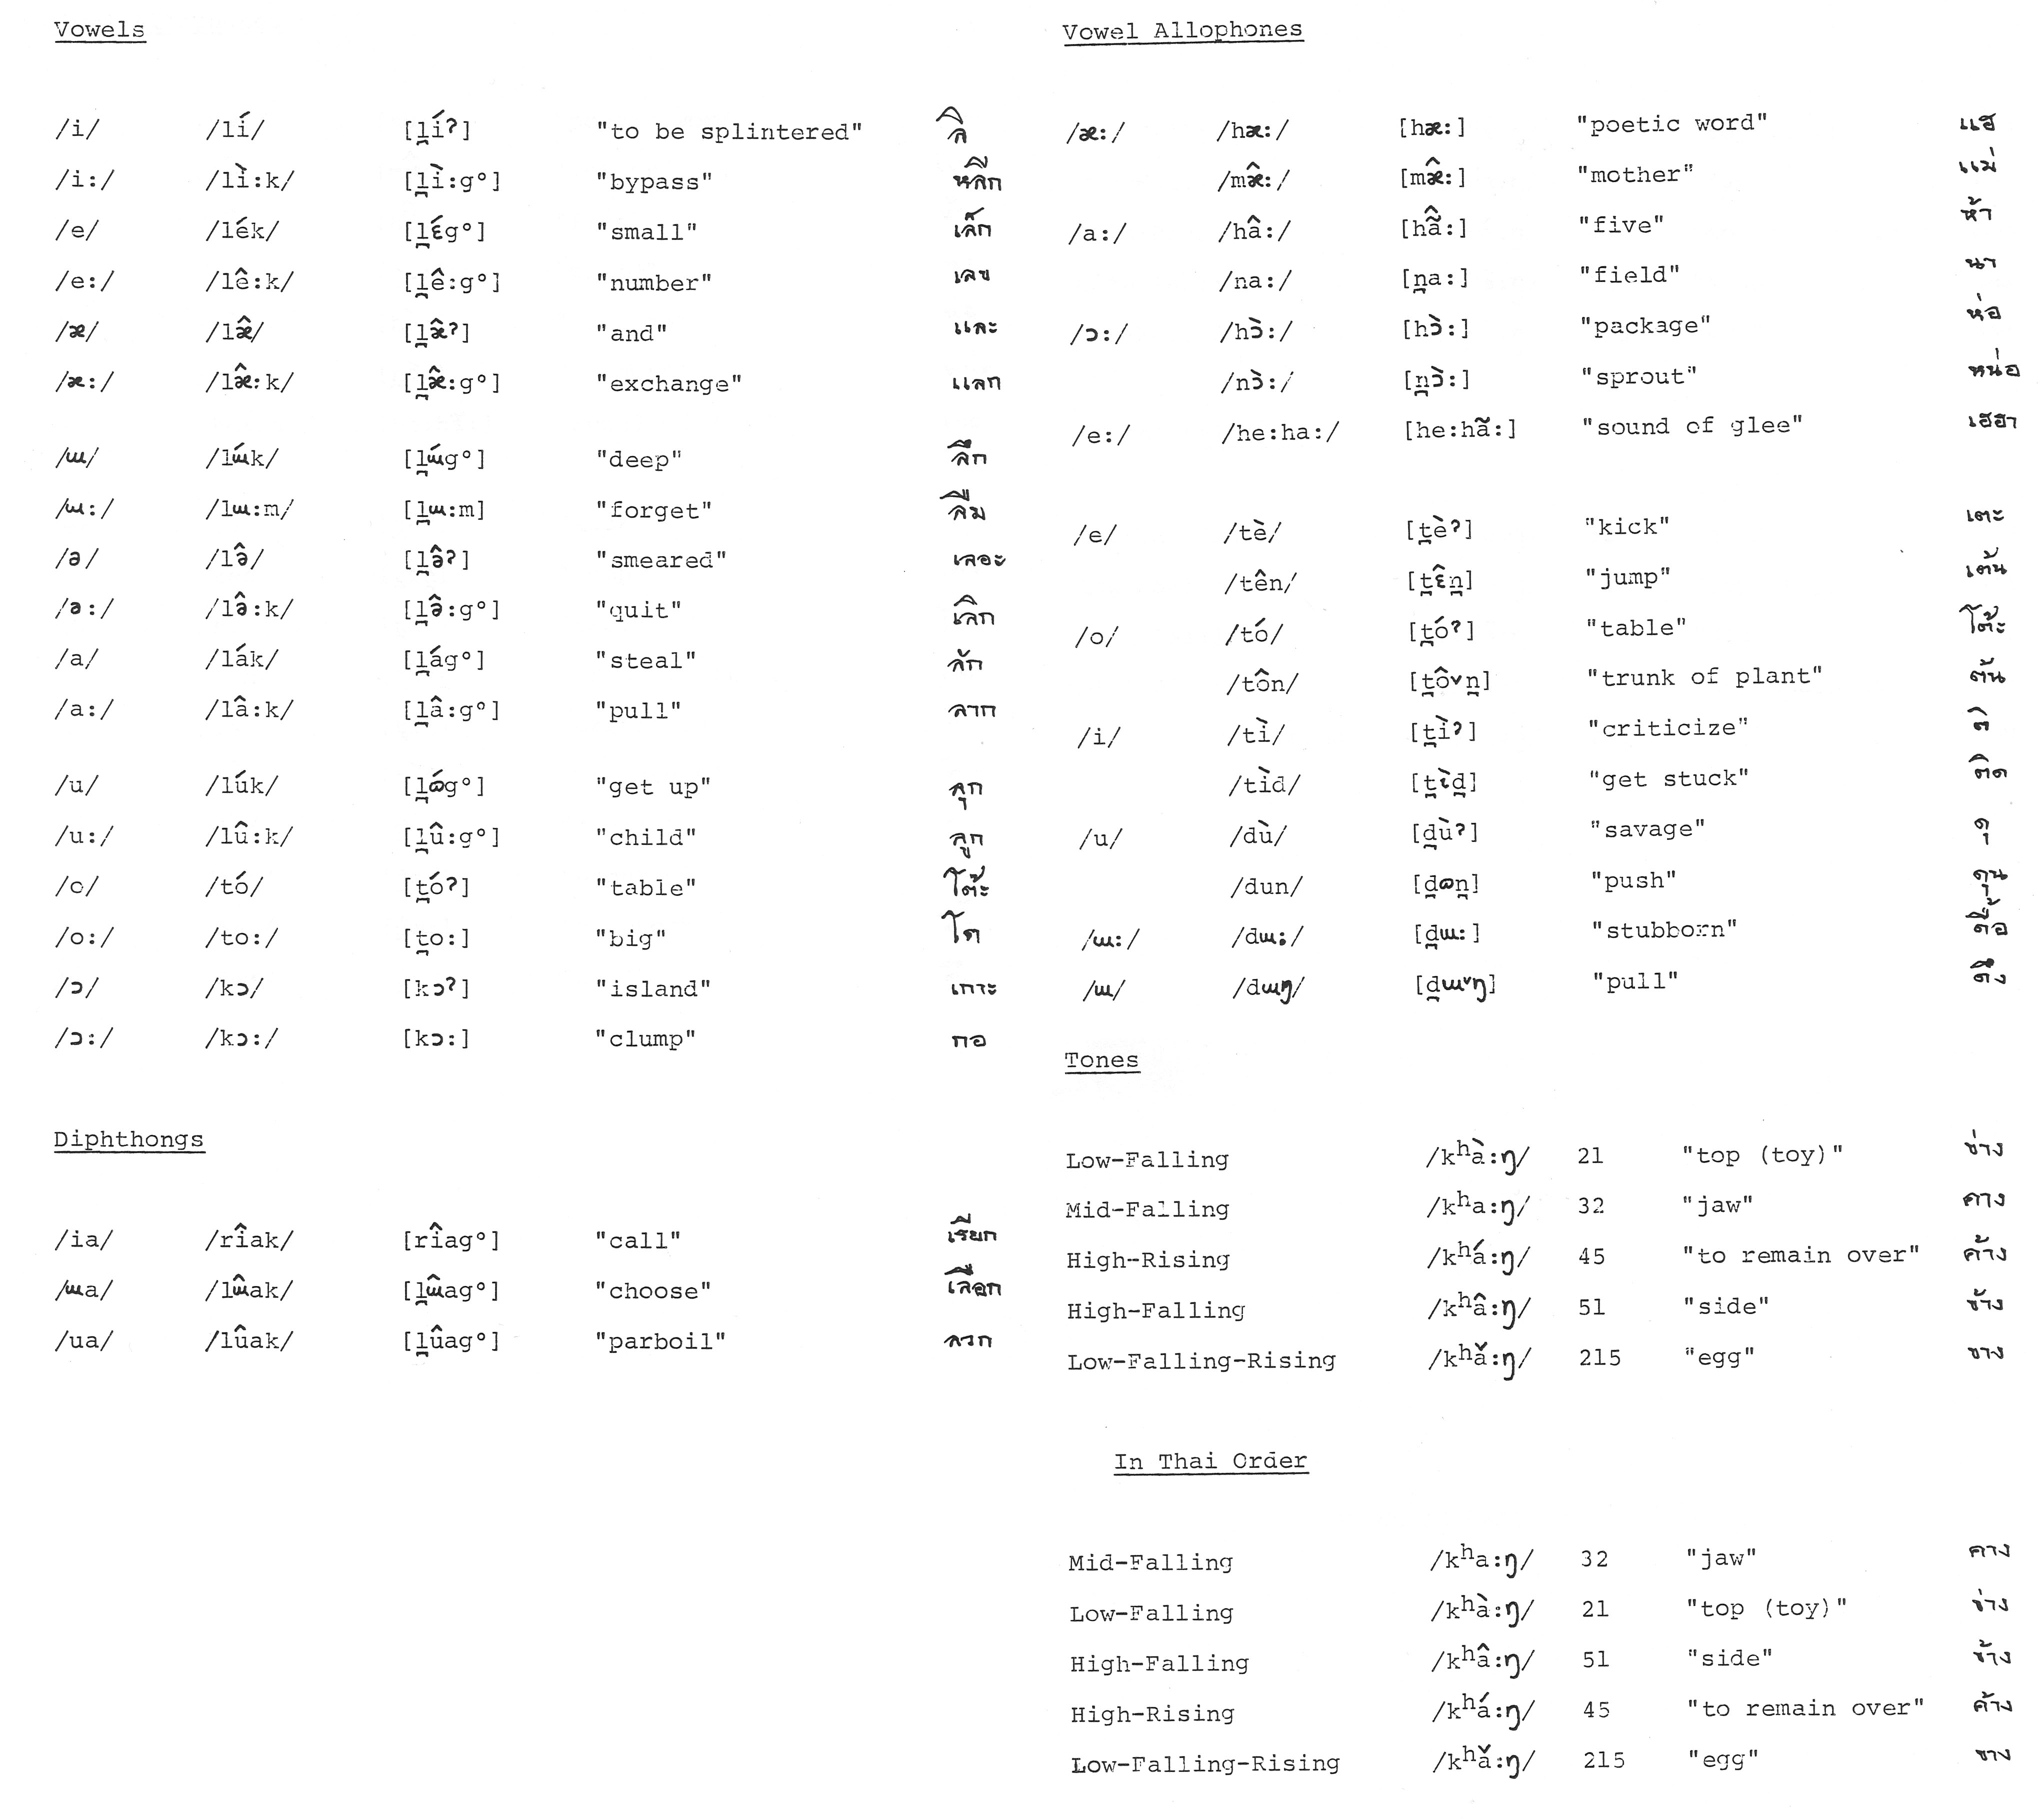 Vowels
/i/ /lí/ [l̪íʔ] "to be splintered" ลิ
/i:/ /lì:k/ [l̪ì:g°] "bypass" หลีก
/e/ /lék/ [l̪ɛ́g°] "small" เล็ก
/e:/ /lê:k/ [l̪ê:g°] "number" เลข
/æ/ /læ̂/ [l̪æ̂ʔ] "and" และ
/æ:/ /læ̂:k/ [l̪æ̂:g°] "exchange" แลก
/ɯ/ /lɯ́k/ [l̪ɯ́g°] "deep" ลึก
/ɯ:/ /lɯ:m/ [l̪ɯ:m] "forget" ลืม
/ə/ /lə̂/ [l̪ə̂ʔ] "smeared" เลอะ
/ə:/ /lə̂:k/ [l̪ə̂:g°] "quit" เลิก
/a/ /lák/ [l̪ág°] "steal" ลัก
/a:/ /lâ:k/ [l̪â:g°] "pull" ลาก
/u/ /lúk/ [l̪ɷ́g°] "get up" ลุก
/u:/ /lû:k/ [l̪û:g°] "child" ลูก
/o/ /tó/ [t̪óʔ] "table" โต๊ะ
/o:/ /to:/ [t̪o:] "big" โต
/ɔ/ /kɔ/ [kɔʔ] "island" เกาะ
/ɔ:/ /kɔ:/ [kɔ:] "clump" กอ
Diphthongs
/ia/ /rîak/ [rîag°] "call" เรียก
/ɯa/ /lɯ̂ak/ [l̪ɯ̂ag°] "choose" เลือก
/ua/ /lûak/ [l̪ûag°] "parboil" ลวก
Vowel Allophones
/æ:/ /hæ:/ [hæ:] "poetic word" แฮ
/mæ̂:/ [mæ̂:] "mother" แม่
/a:/ /hâ:/ [hã̂:] "five" ห้า
/na:/ [n̪a:] "field" นา
/ɔ:/ /hɔ̀:/ [hɔ̀:] "package" ห่อ
/nɔ̀:/ [n̪ɔ̀:] "sprout" หน่อ
/e:/ /he:ha:/ [he:hã:] "sound of glee" เฮฮา
/e/ /tè/ [t̪èʔ] "kick" เตะ
/tên/ [t̪ɛ̂n̪] "jump" เต้น
/o/ /tó/ [t̪óʔ] "table" โต๊ะ
/tôn/ [t̪ôˇn̪] "trunk of plant" ต้น
/i/ /tì/ [t̪ìʔ] "criticize" ติ
/tìd/ [t̪ɩ̀d̪] "get stuck" ติด
/u/ /dù/ [d̪ùʔ] "savage" ดุ
/dun/ [d̪ɷn̪] "push" ดุน
/ɯ:/ /dɯ:/ [d̪ɯ:] "stubborn" ดื้อ
/ɯ/ /dɯŋ/ [d̪ɯˇŋ] "pull" ดึง
Tones
Low-Falling /kʰà:ŋ/ 21 "top (toy)" ข่าง
Mid-Falling /kʰa:ŋ/ 32 "jaw" คาง
High-Rising /kʰá:ŋ/ 45 "to remain over" ค้าง
High-Falling /kʰâ:ŋ/ 51 "side" ข้าง
Low-Falling-Rising /kʰǎ:ŋ/ 215 "egg" ขาง
In Thai Order
Mid-Falling /kʰa:ŋ/ 32 "jaw" คาง
Low-Falling /kʰà:ŋ/ 21 "top (toy)" ข่าง
High-Falling /kʰâ:ŋ/ 51 "side" ข้าง
High-Rising /kʰá:ŋ/ 45 "to remain over" ค้าง
Low-Falling-Rising /kʰǎ:ŋ/ 215 "egg" ขาง